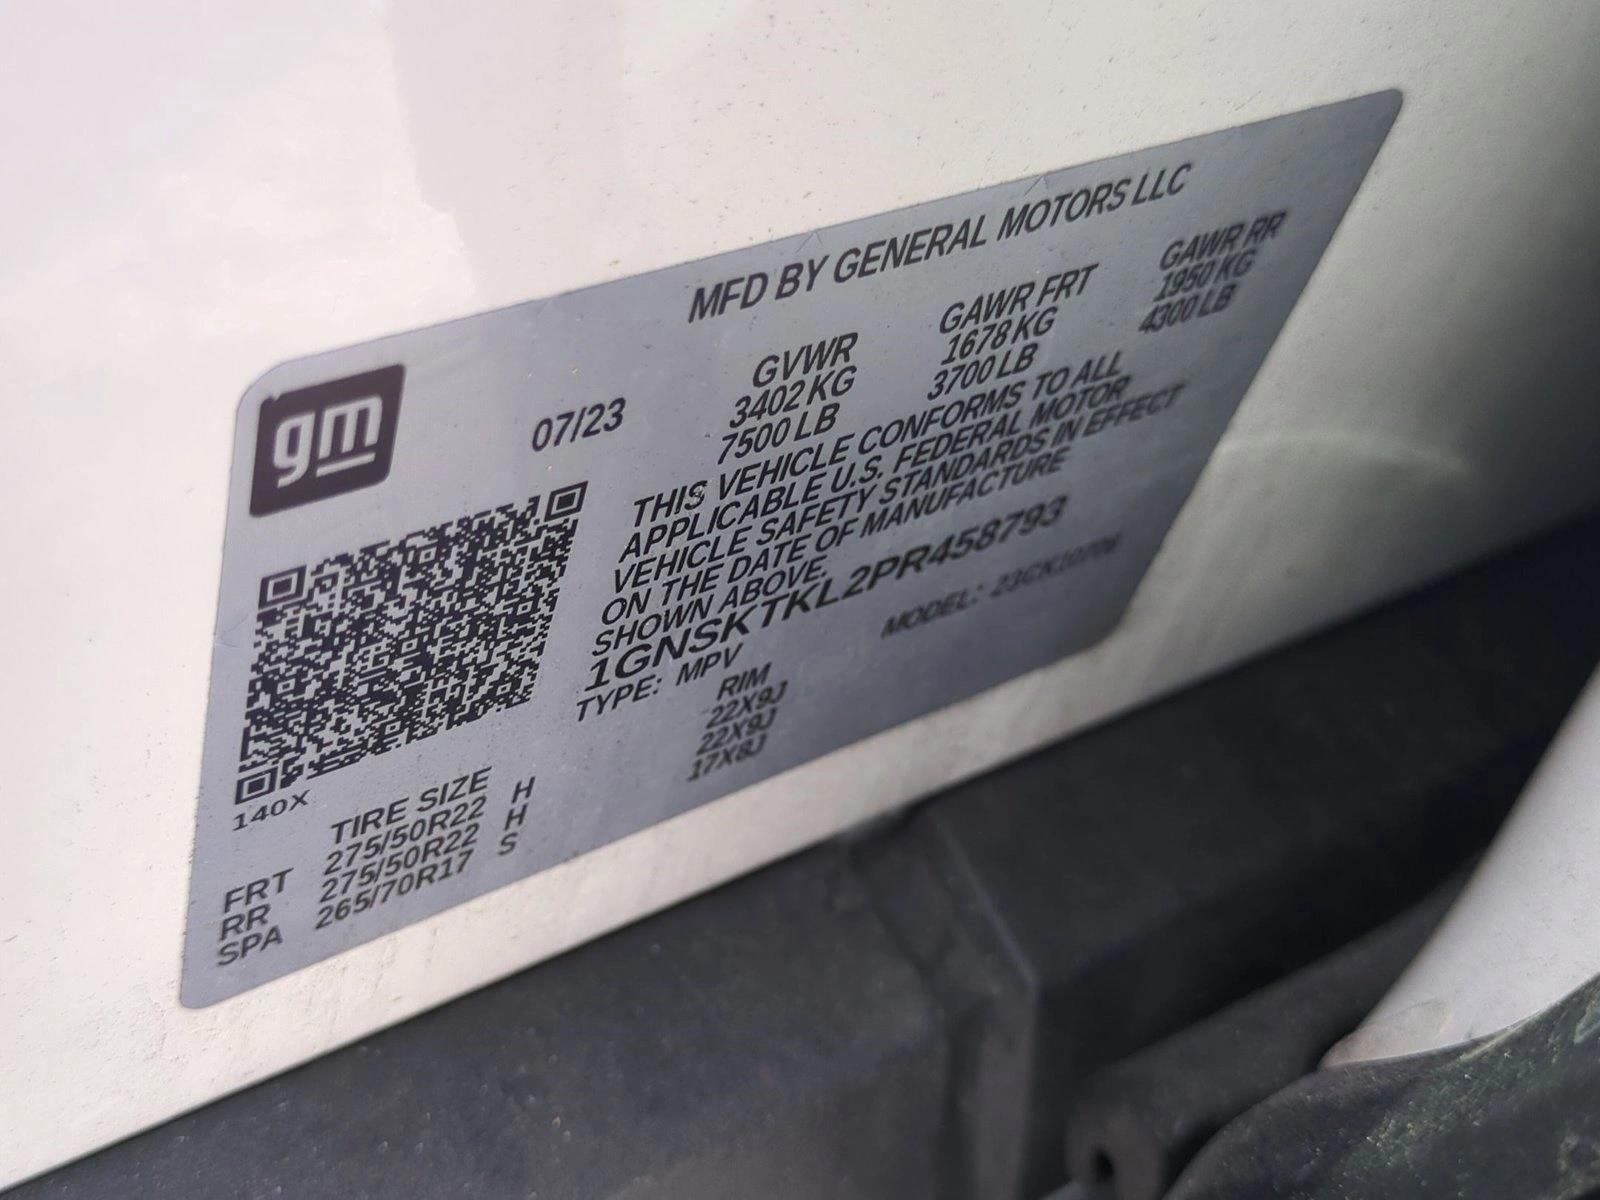 MFD BY GENERAL MOTORS LLC
gm
07/23
GVWR GAWR FRT GAWR RR
3402 KG 1678 KG 1950 KG
7500 LB 3700 LB 4300 LB
THIS VEHICLE CONFORMS TO ALL
APPLICABLE U.S. FEDERAL MOTOR
VEHICLE SAFETY STANDARDS IN EFFECT
ON THE DATE OF MANUFACTURE
SHOWN ABOVE.
1GNSKTKL2PR458793
TYPE: MPV MODEL:
140X
TIRE SIZE RIM
FRT 275/50R22 H 22X9J
RR 275/50R22 H 22X9J
SPA 265/70R17 S 17X8J